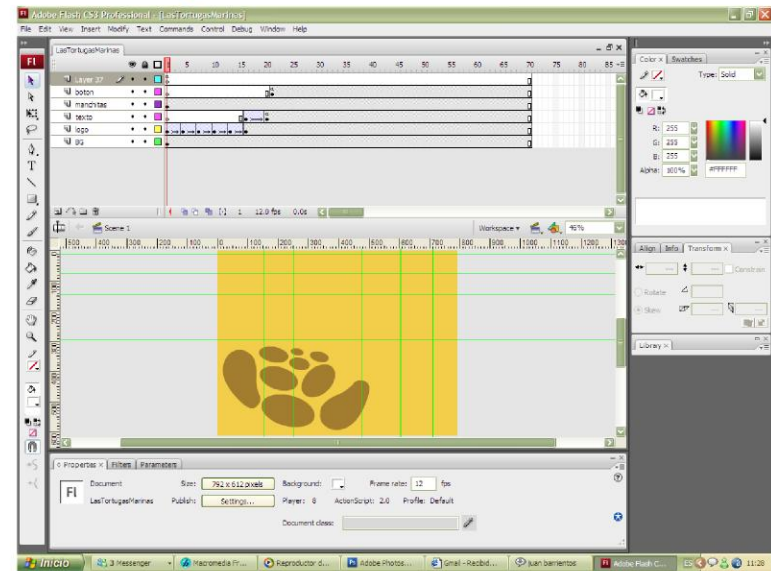 Adobe Flash CS3 Professional - [LasTortugasMarinas]
File Edit View Insert Modify Text Commands Control Debug Window Help
LasTortugasMarinas
5 10 15 20 25 30 35 40 45 50 55 60 65 70 75 80 85
Layer 37
boton
manchitas
texto
logo
BG
1 12.0 fps 0.0s
Scene 1
Workspace 46%
Color x Swatches
Type: Solid
R: 255
G: 255
B: 255
Alpha: 100% #FFFFFF
Align Info Transform x
Constrain
Rotate
Skew
Library x
Properties x Filters Parameters
Fl
Document
Size: 792 x 612 pixels
Background:
Frame rate: 12 fps
LasTortugasMarinas
Publish: Settings...
Player: 8 ActionScript: 2.0 Profile: Default
Document class:
Inicio
3 Messenger
Macromedia Fr...
Reproductor d...
Adobe Photos...
Gmail - Recibid...
juan barrientos
Adobe Flash C...
ES
11:28